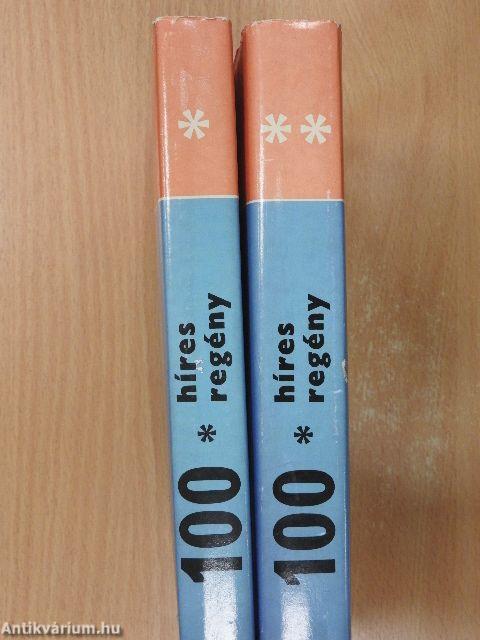 *
100 * híres
regény
**
100 * híres
regény
Antikvárium.hu